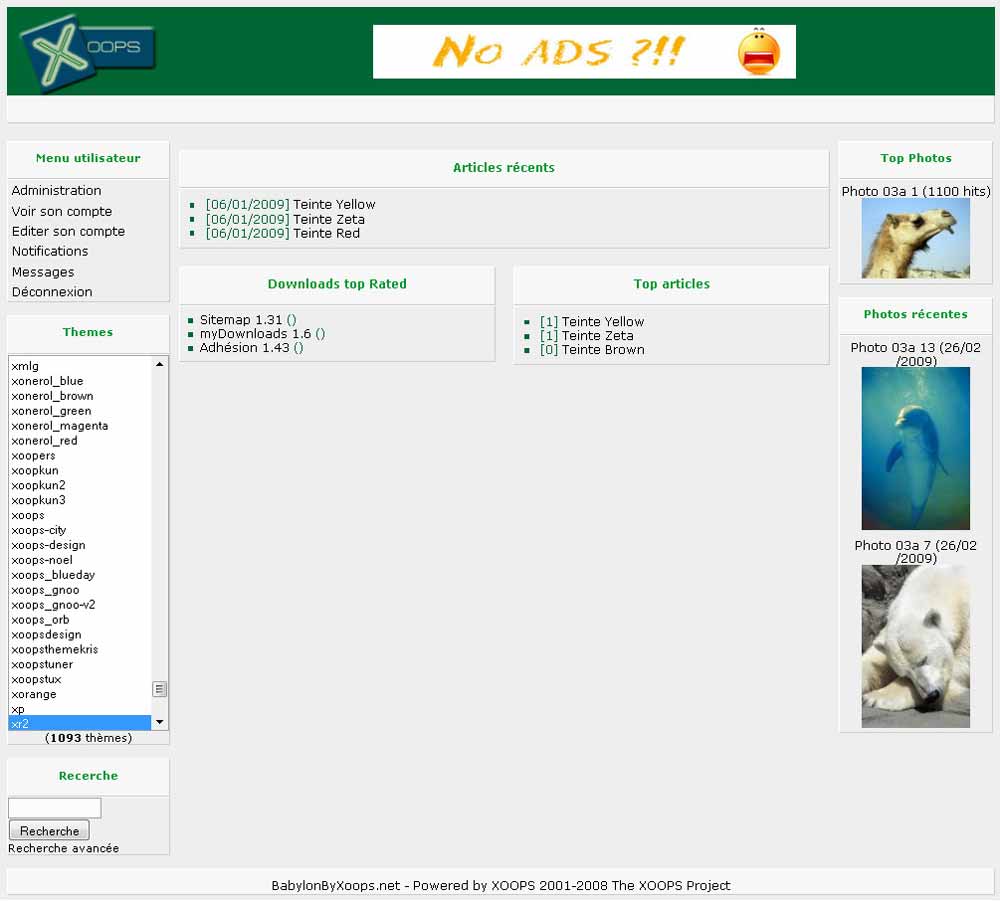 XOOPS
No ADS ?!!
Menu utilisateur
Administration
Voir son compte
Editer son compte
Notifications
Messages
Déconnexion
Themes
xmlg
xonerol_blue
xonerol_brown
xonerol_green
xonerol_magenta
xonerol_red
xoopers
xoopkun
xoopkun2
xoopkun3
xoops
xoops-city
xoops-design
xoops-noel
xoops_blueday
xoops_gnoo
xoops_gnoo-v2
xoops_orb
xoopsdesign
xoopsthemekris
xoopstuner
xoopstux
xorange
xp
xr2
(1093 thèmes)
Recerche
Recherche
Recherche avancée
Articles récents
[06/01/2009] Teinte Yellow
[06/01/2009] Teinte Zeta
[06/01/2009] Teinte Red
Downloads top Rated
Sitemap 1.31 ()
myDownloads 1.6 ()
Adhésion 1.43 ()
Top articles
[1] Teinte Yellow
[1] Teinte Zeta
[0] Teinte Brown
Top Photos
Photo 03a 1 (1100 hits)
Photos récentes
Photo 03a 13 (26/02
/2009)
Photo 03a 7 (26/02
/2009)
BabylonByXoops.net - Powered by XOOPS 2001-2008 The XOOPS Project